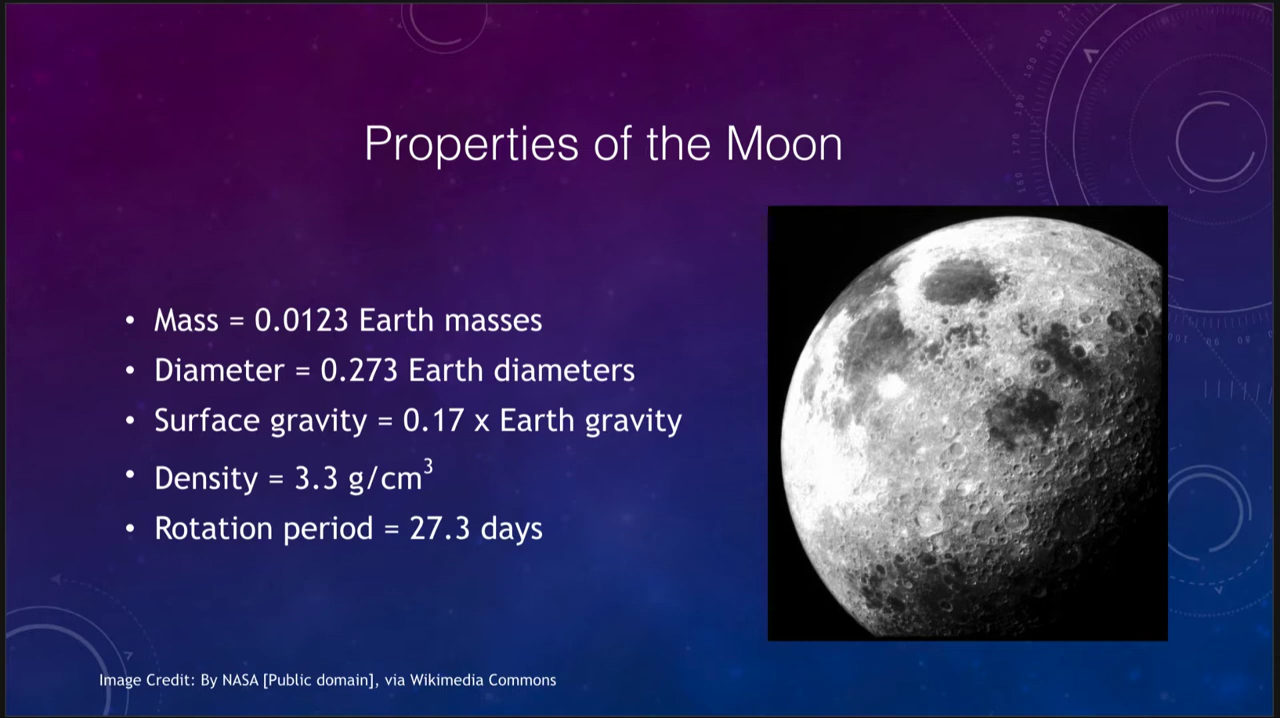 Properties of the Moon
• Mass = 0.0123 Earth masses
• Diameter = 0.273 Earth diameters
• Surface gravity = 0.17 x Earth gravity
• Density = 3.3 g/cm³
• Rotation period = 27.3 days
Image Credit: By NASA [Public domain], via Wikimedia Commons